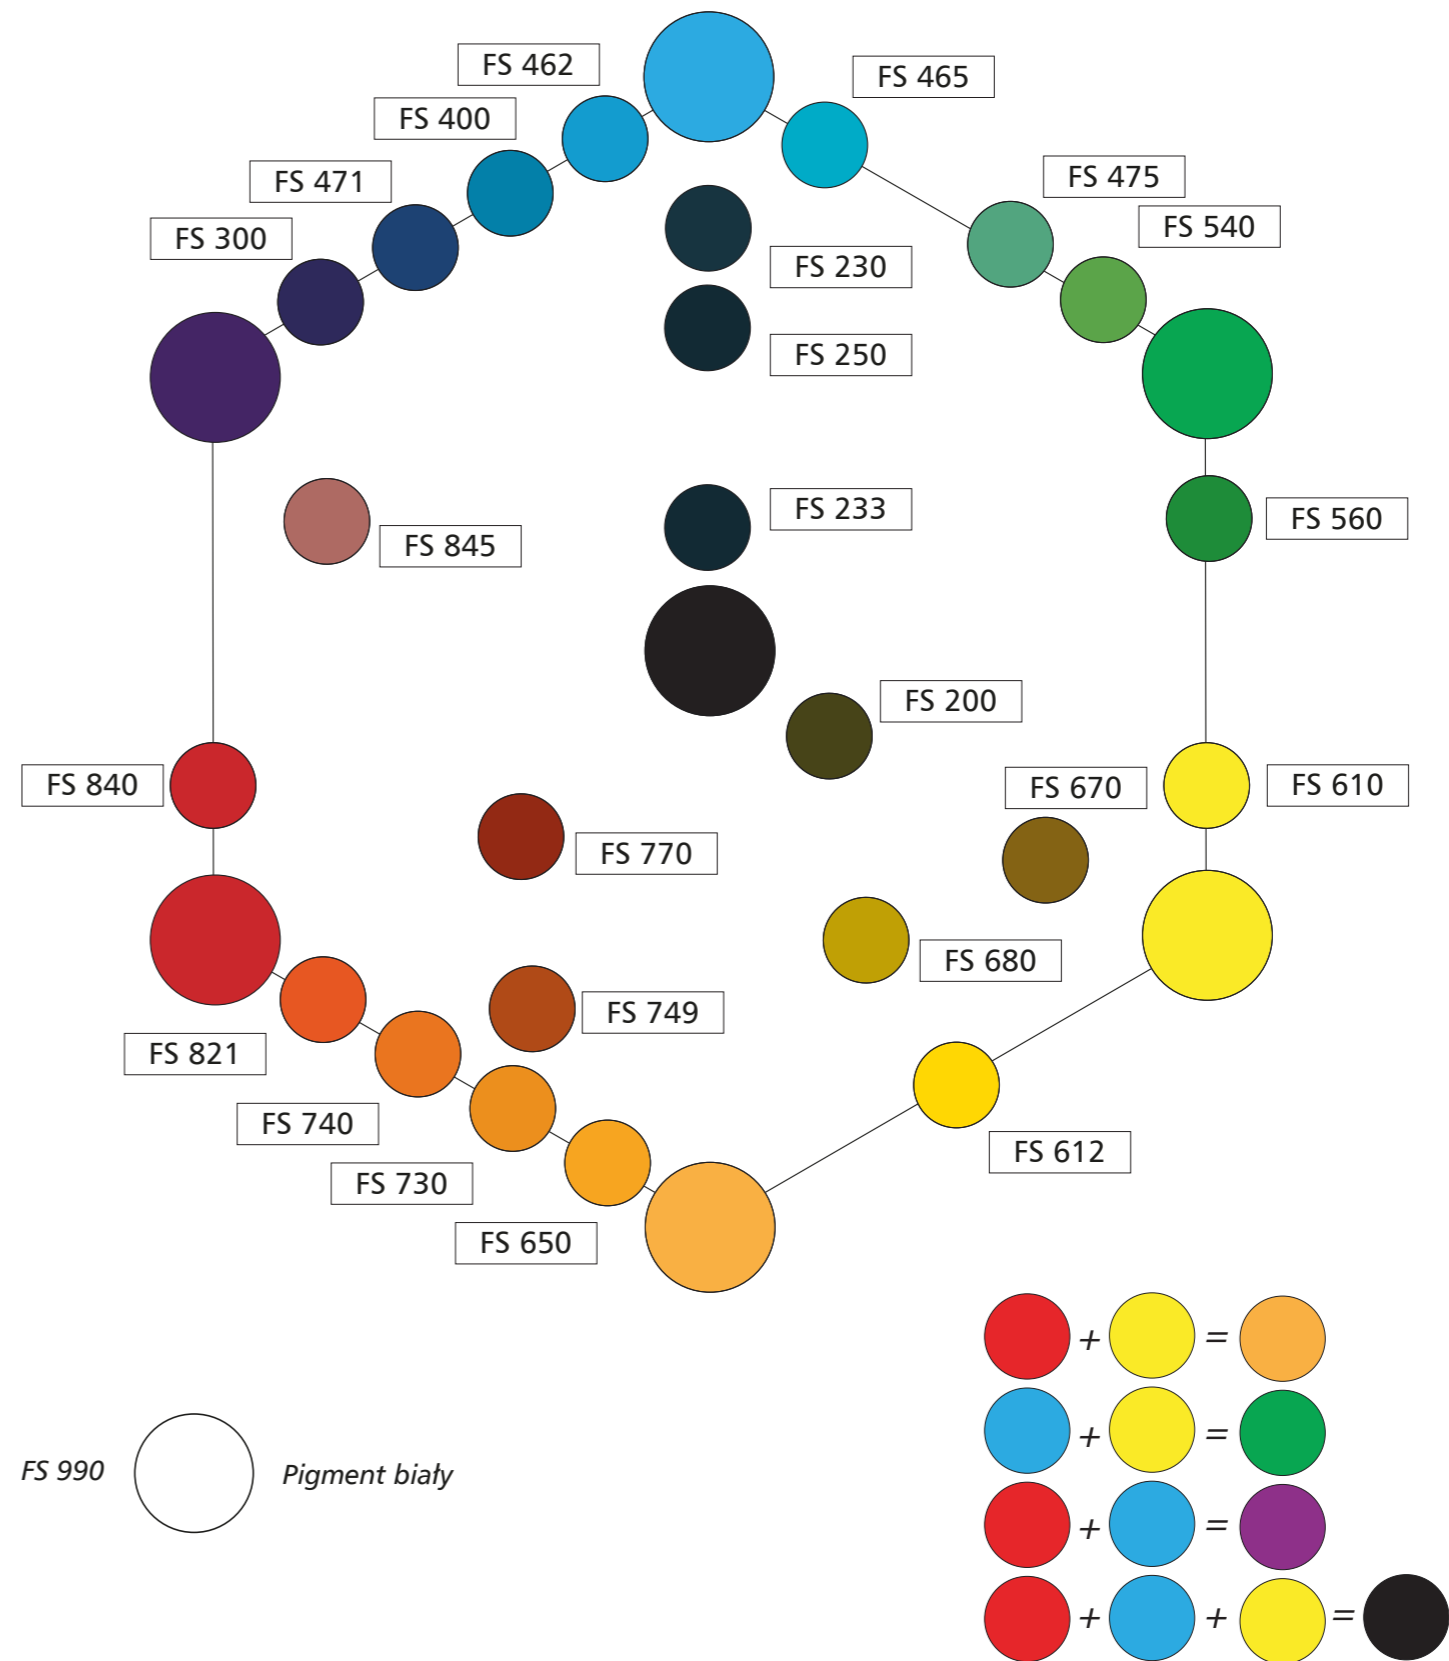 FS 462
FS 465
FS 400
FS 471
FS 475
FS 300
FS 540
FS 230
FS 250
FS 233
FS 560
FS 845
FS 200
FS 840
FS 670
FS 610
FS 770
FS 680
FS 749
FS 821
FS 740
FS 612
FS 730
FS 650
+ =
+ =
FS 990 Pigment biały
+ =
+ + =